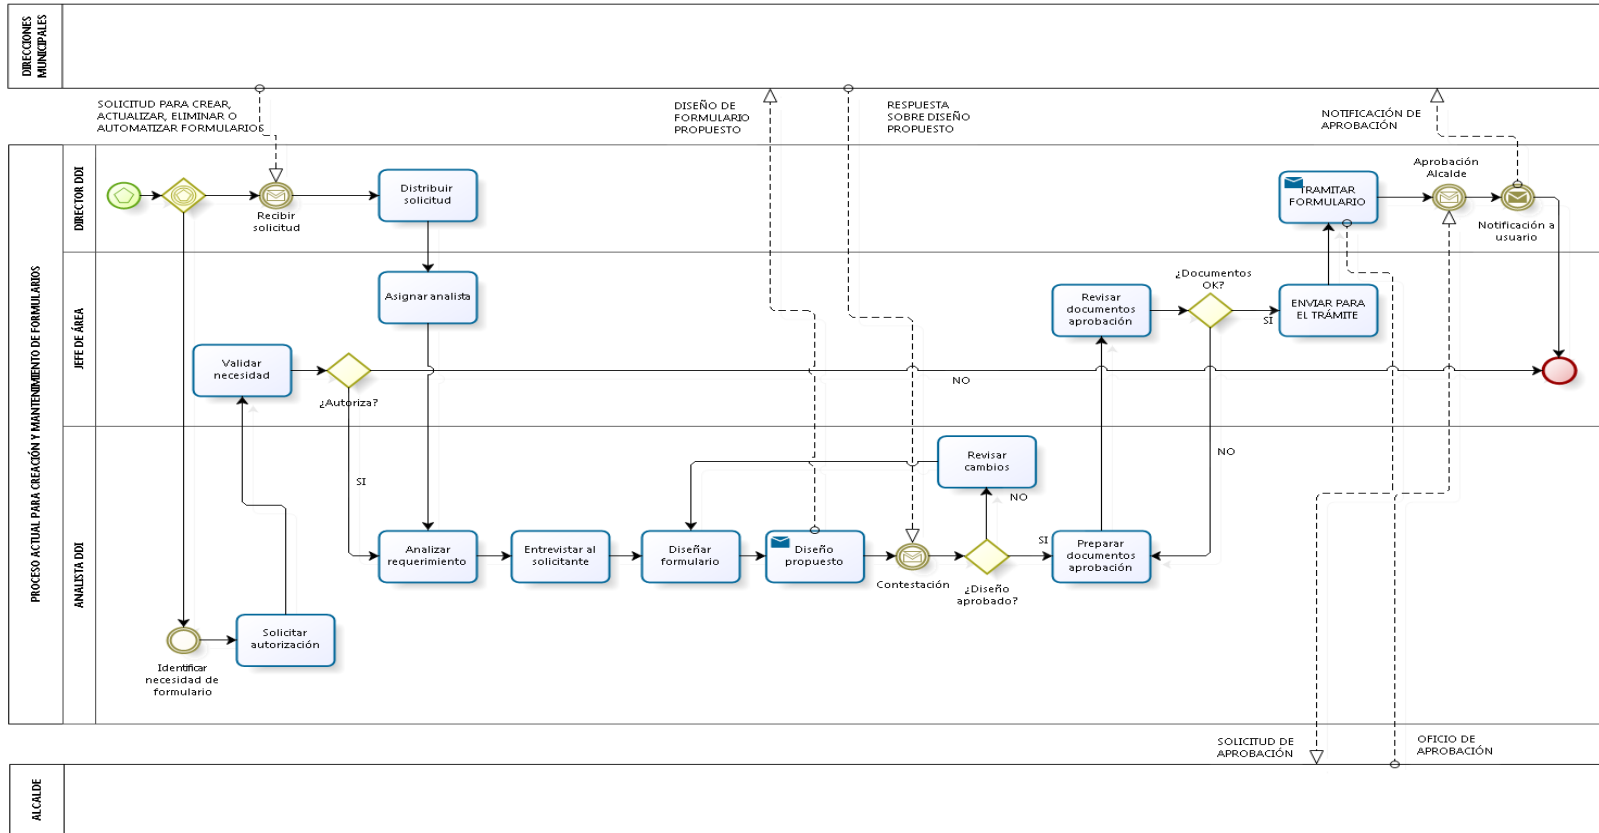 DIRECCIONES
MUNICIPALES
SOLICITUD PARA CREAR,
ACTUALIZAR, ELIMINAR O
AUTOMATIZAR FORMULARIOS
DISEÑO DE
FORMULARIO
PROPUESTO
RESPUESTA
SOBRE DISEÑO
PROPUESTO
NOTIFICACIÓN DE
APROBACIÓN
PROCESO ACTUAL PARA CREACIÓN Y MANTENIMIENTO DE FORMULARIOS
DIRECTOR DDI
Recibir
solicitud
Distribuir
solicitud
TRAMITAR
FORMULARIO
Aprobación
Alcalde
Notificación a
usuario
JEFE DE ÁREA
Asignar analista
Validar
necesidad
¿Autoriza?
NO
SI
Revisar
documentos
aprobación
¿Documentos
OK?
SI
NO
ENVIAR PARA
EL TRÁMITE
ANALISTA DDI
Identificar
necesidad de
formulario
Solicitar
autorización
Analizar
requerimiento
Entrevistar al
solicitante
Diseñar
formulario
Diseño
propuesto
Contestación
¿Diseño
aprobado?
Revisar
cambios
NO
SI
Preparar
documentos
aprobación
SOLICITUD DE
APROBACIÓN
OFICIO DE
APROBACIÓN
ALCALDE